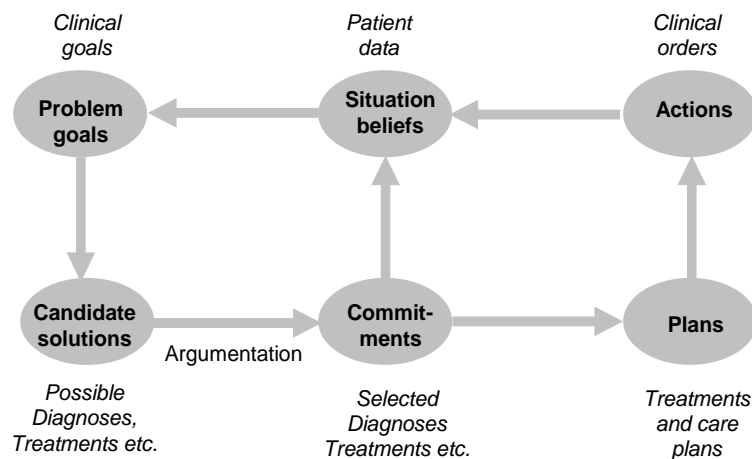 Clinical
goals
Patient
data
Clinical
orders
Problem
goals
Situation
beliefs
Actions
Candidate
solutions
Argumentation
Commit-
ments
Plans
Possible
Diagnoses,
Treatments etc.
Selected
Diagnoses
Treatments etc.
Treatments
and care
plans